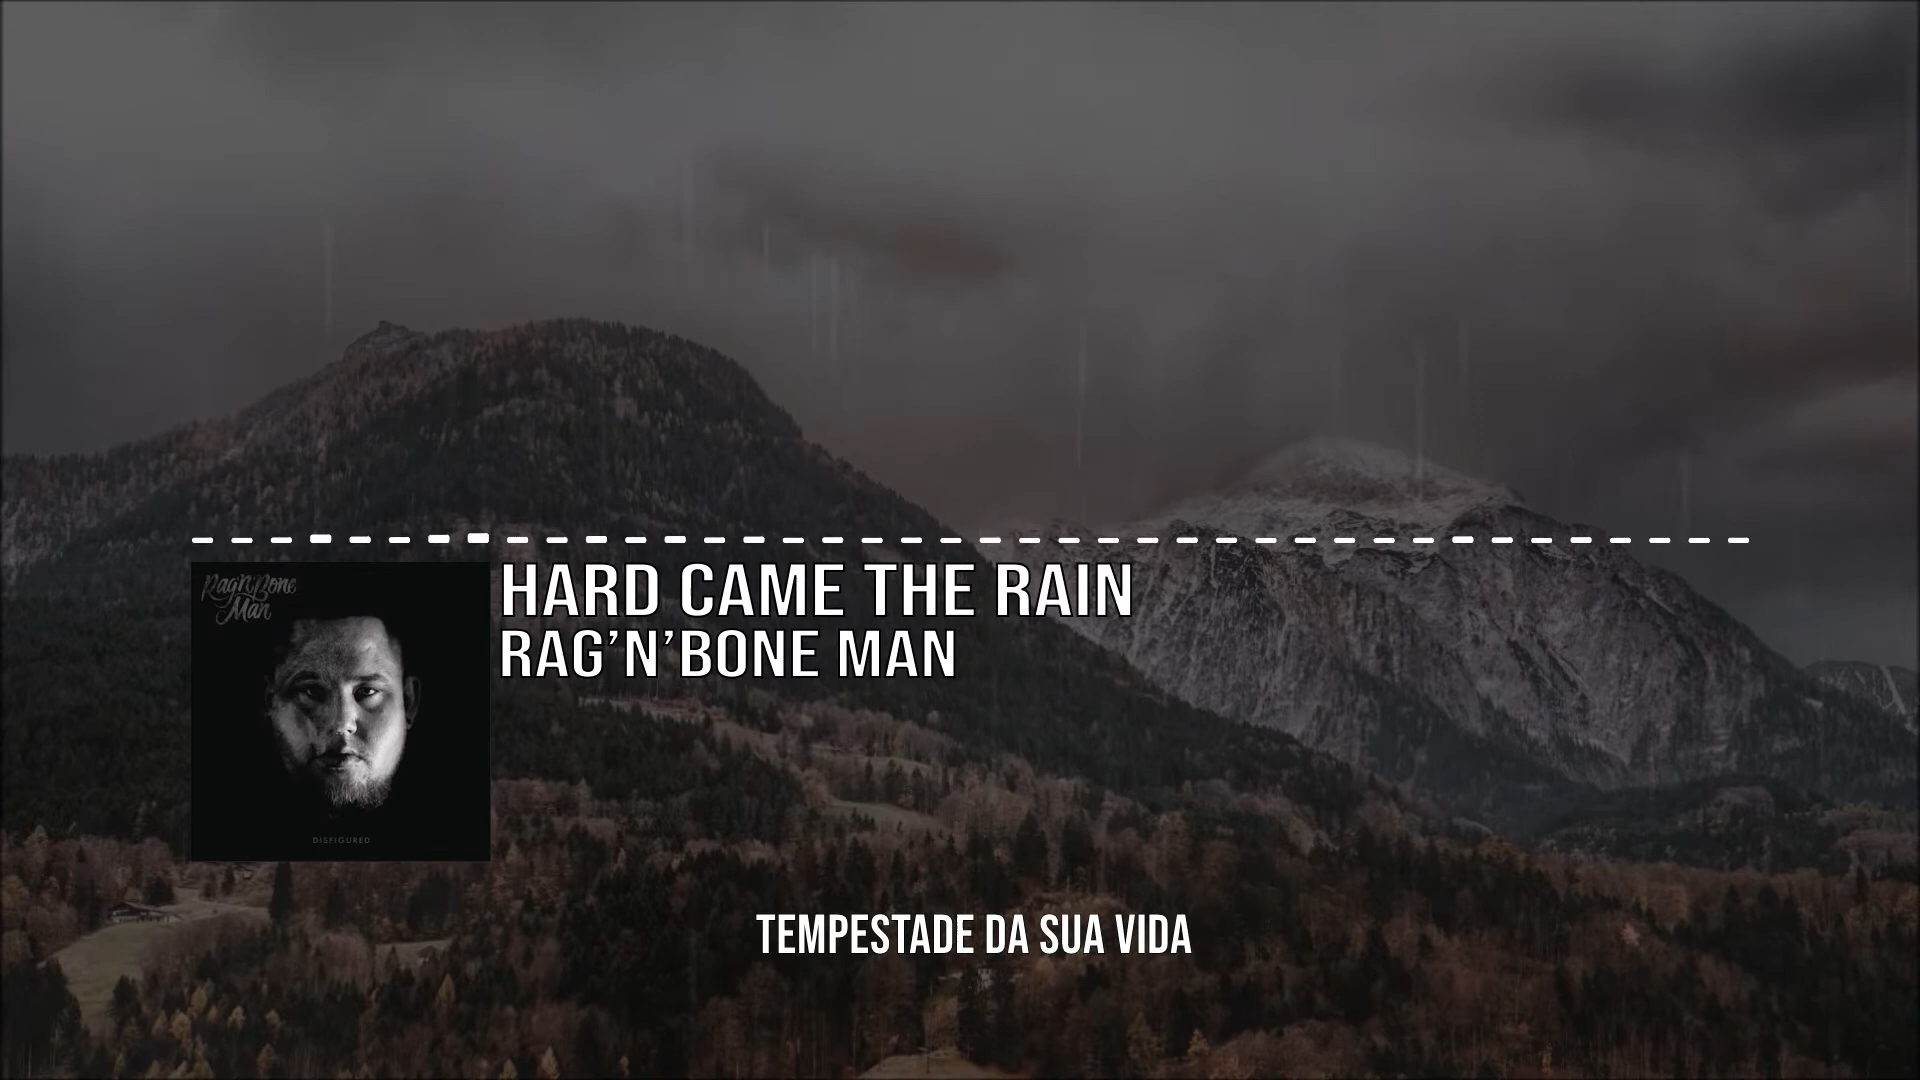 HARD CAME THE RAIN
RAG’N’BONE MAN
Rag'n'Bone
Man
DISFIGURED
TEMPESTADE DA SUA VIDA